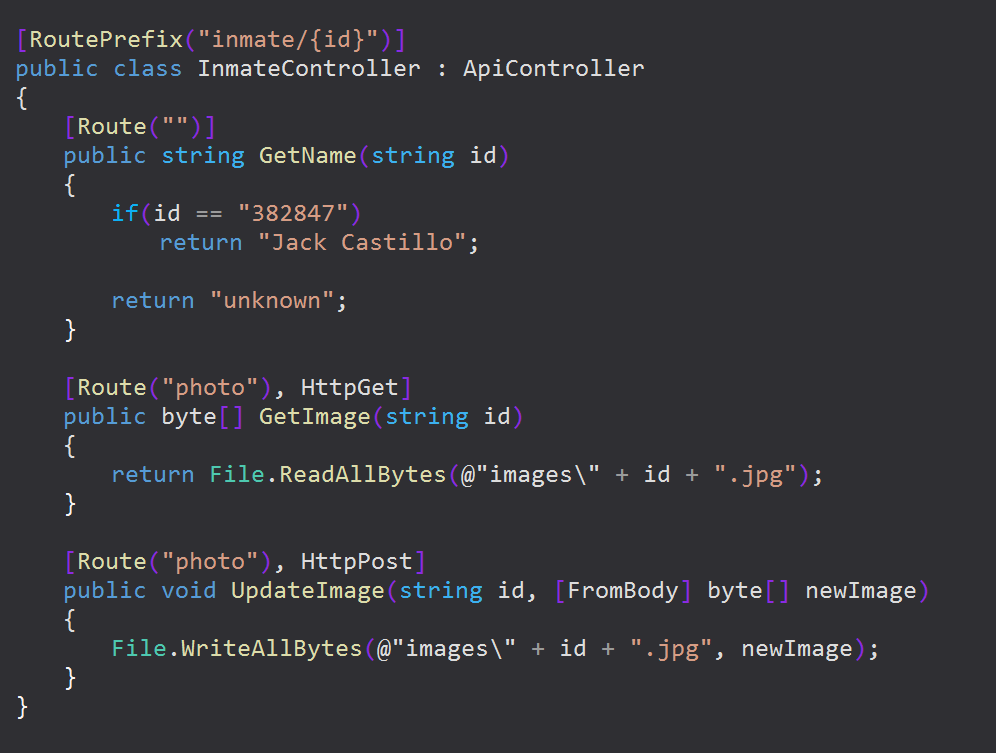 [RoutePrefix("inmate/{id}")]
public class InmateController : ApiController
{
    [Route("")]
    public string GetName(string id)
    {
        if(id == "382847")
            return "Jack Castillo";

        return "unknown";
    }

    [Route("photo"), HttpGet]
    public byte[] GetImage(string id)
    {
        return File.ReadAllBytes(@"images\" + id + ".jpg");
    }

    [Route("photo"), HttpPost]
    public void UpdateImage(string id, [FromBody] byte[] newImage)
    {
        File.WriteAllBytes(@"images\" + id + ".jpg", newImage);
    }
}